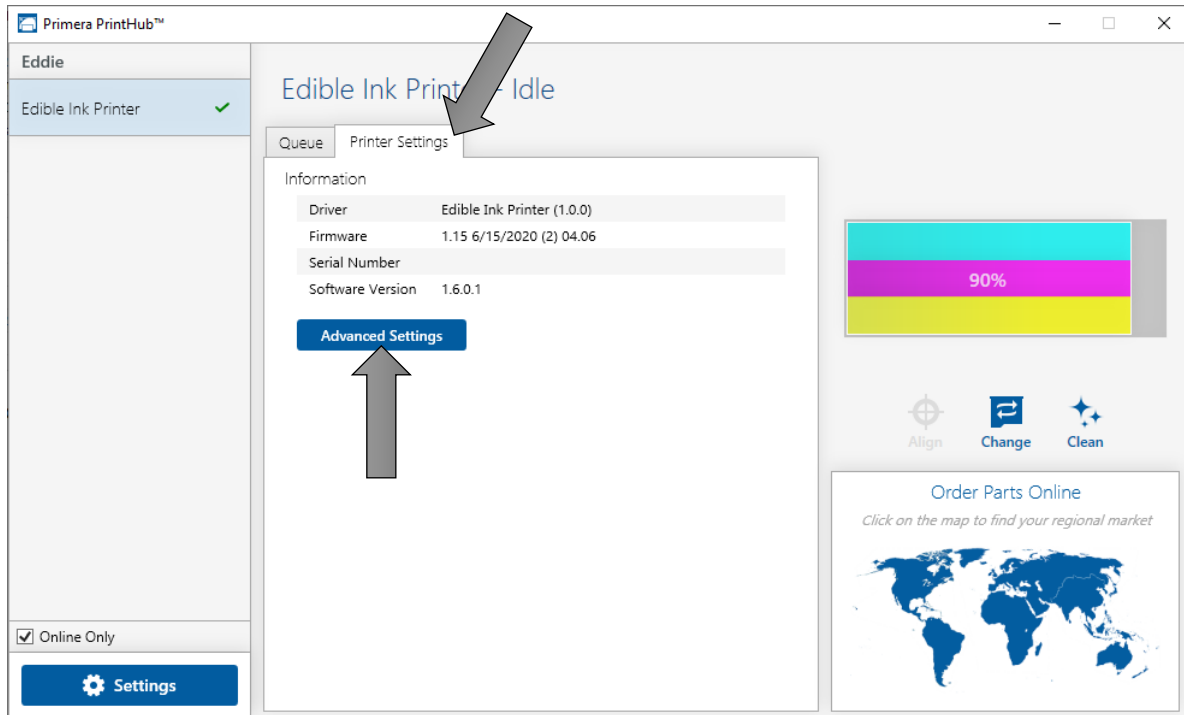 Primera PrintHub™
Eddie
Edible Ink Printer
Edible Ink Printer - Idle
Queue
Printer Settings
Information
Driver Edible Ink Printer (1.0.0)
Firmware 1.15 6/15/2020 (2) 04.06
Serial Number
Software Version 1.6.0.1
Advanced Settings
90%
Align
Change
Clean
Order Parts Online
Click on the map to find your regional market
Online Only
Settings